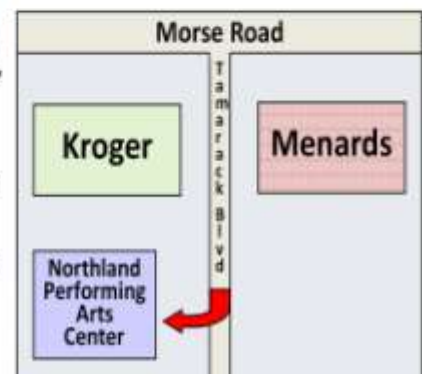 Morse Road
Tamarack Blvd
Kroger
Menards
Northland
Performing
Arts
Center